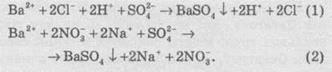 Ba²⁺ + 2Cl⁻ + 2H⁺ + SO₄²⁻ → BaSO₄ ↓ + 2H⁺ + 2Cl⁻ (1)
Ba²⁺ + 2NO₃⁻ + 2Na⁺ + SO₄²⁻ →
→ BaSO₄ ↓ + 2Na⁺ + 2NO₃⁻. (2)